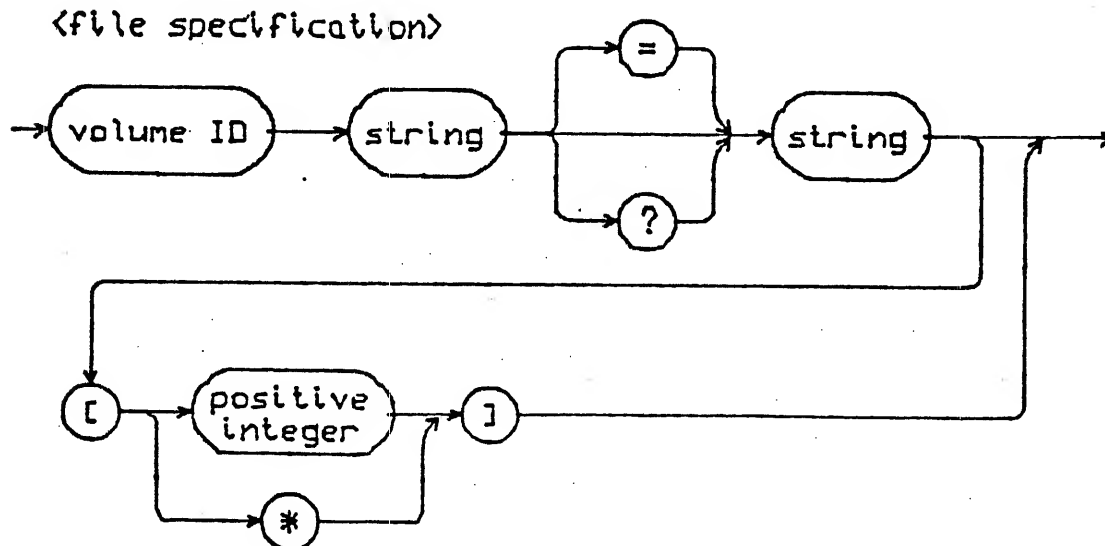 <file specification>
=
volume ID
string
string
?
[
positive
integer
]
*